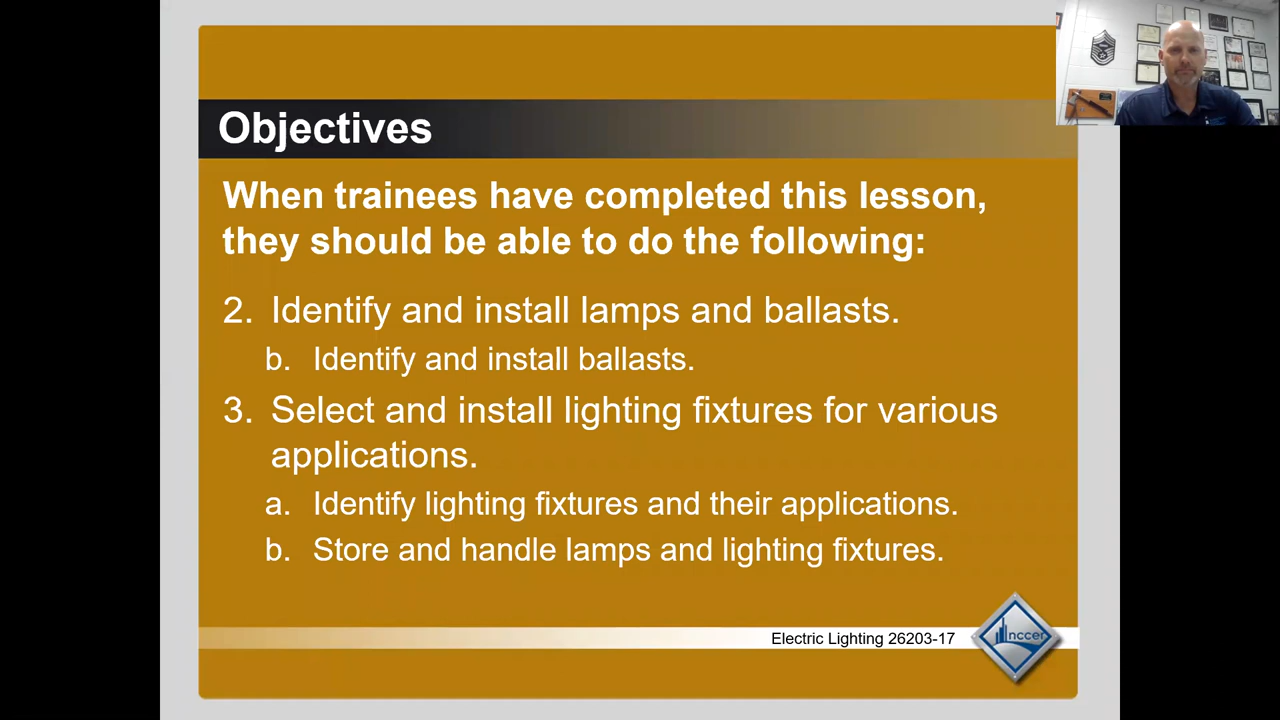 Objectives
When trainees have completed this lesson,
they should be able to do the following:
2. Identify and install lamps and ballasts.
b. Identify and install ballasts.
3. Select and install lighting fixtures for various
applications.
a. Identify lighting fixtures and their applications.
b. Store and handle lamps and lighting fixtures.
Electric Lighting 26203-17
nccer